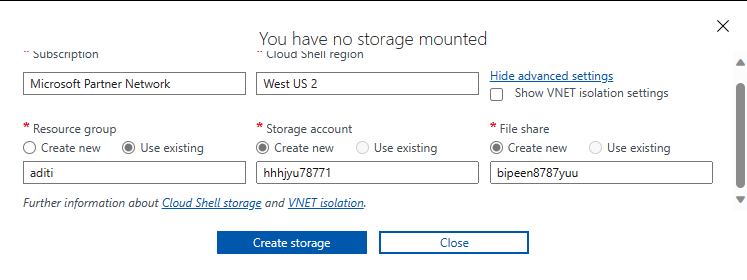 You have no storage mounted
* Subscription
* Cloud Shell region
Microsoft Partner Network
West US 2
Hide advanced settings
Show VNET isolation settings
* Resource group
* Storage account
* File share
Create new Use existing
Create new Use existing
Create new Use existing
aditi
hhhjyu78771
bipeen8787yuu
Further information about Cloud Shell storage and VNET isolation.
Create storage
Close